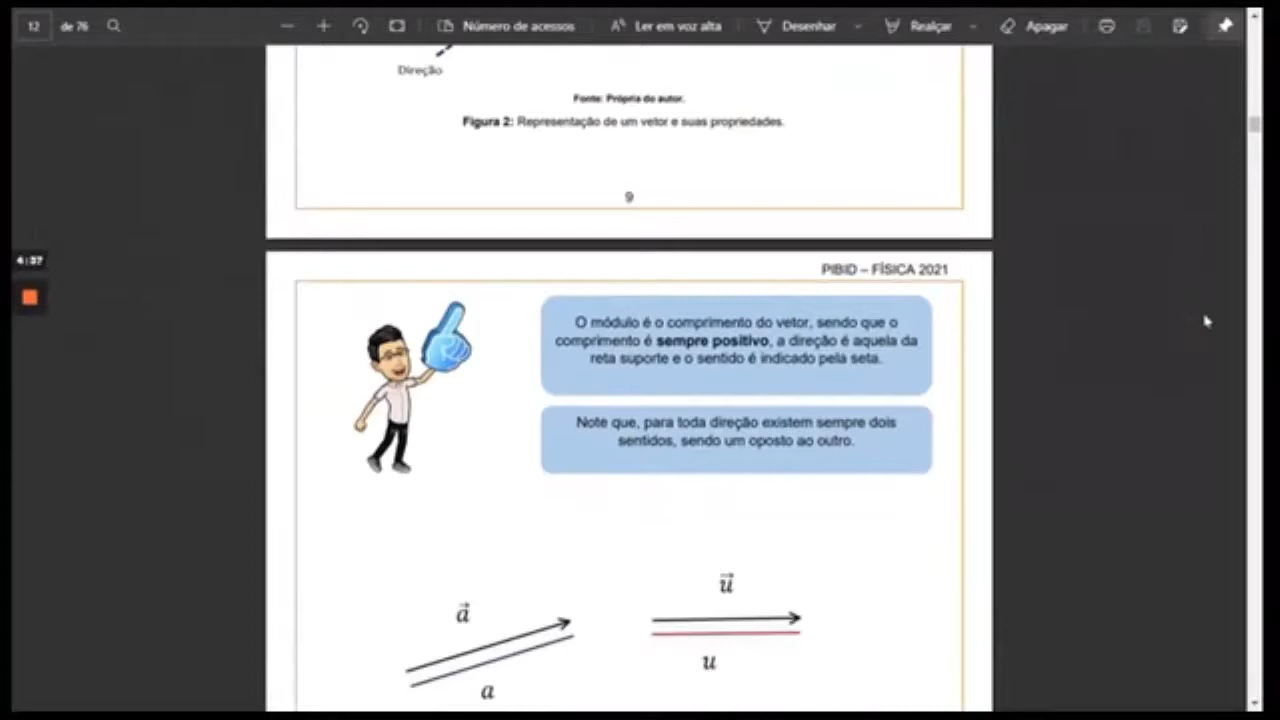 12 de 76 Número de acessos Ler em voz alta Desenhar Realçar Apagar
Direção
Fonte: Própria do autor.
Figura 2: Representação de um vetor e suas propriedades.
9
4:37
PIBID – FÍSICA 2021
O módulo é o comprimento do vetor, sendo que o
comprimento é sempre positivo, a direção é aquela da
reta suporte e o sentido é indicado pela seta.
Note que, para toda direção existem sempre dois
sentidos, sendo um oposto ao outro.
a⃗
a
u⃗
u